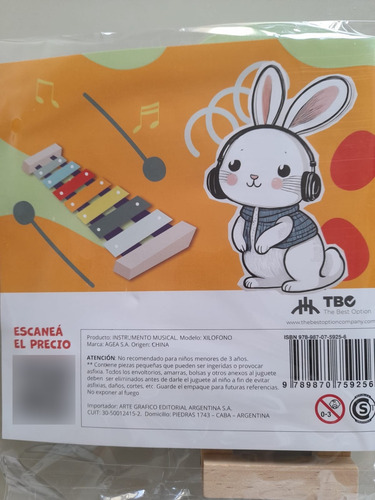 TBC
The Best Option
www.thebestoptioncompany.com
ESCANEÁ
EL PRECIO
Producto: INSTRUMENTO MUSICAL. Modelo: XILOFONO
Marca: AGEA S.A. Origen: CHINA
ATENCIÓN: No recomendado para niños menores de 3 años.
** Contiene piezas pequeñas que pueden ser ingeridas o provocar
asfixia. Todos los envoltorios, amarras, bolsas y otros anexos al juguete
deben ser eliminados antes de darle el juguete al niño a fin de evitar
asfixias, daños, cortes, etc. Guarde el empaque para futuras referencias.
No exponer al fuego
Importador: ARTE GRAFICO EDITORIAL ARGENTINA S.A.
CUIT: 30-50012415-2. Domicilio: PIEDRAS 1743 – CABA – ARGENTINA
ISBN 978-987-07-5925-6
9 789870 759256
0-3
S